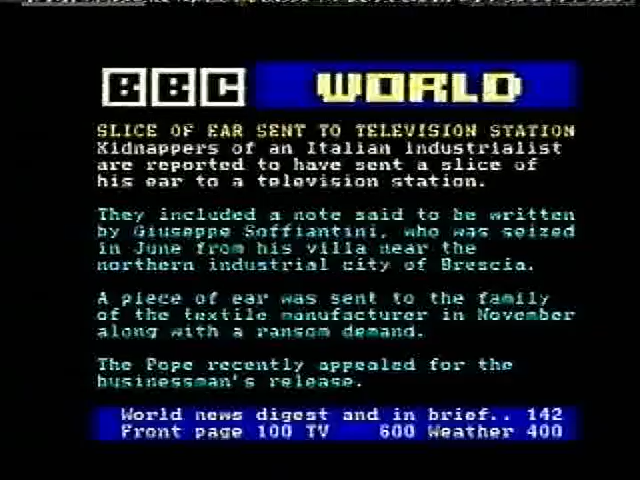 BBC WORLD
SLICE OF EAR SENT TO TELEVISION STATION
Kidnappers of an Italian industrialist
are reported to have sent a slice of
his ear to a television station.
They included a note said to be written
by Giuseppe Soffiantini, who was seized
in June from his villa near the
northern industrial city of Brescia.
A piece of ear was sent to the family
of the textile manufacturer in November
along with a ransom demand.
The Pope recently appealed for the
businessman's release.
World news digest and in brief.. 142
Front page 100 TV 600 Weather 400